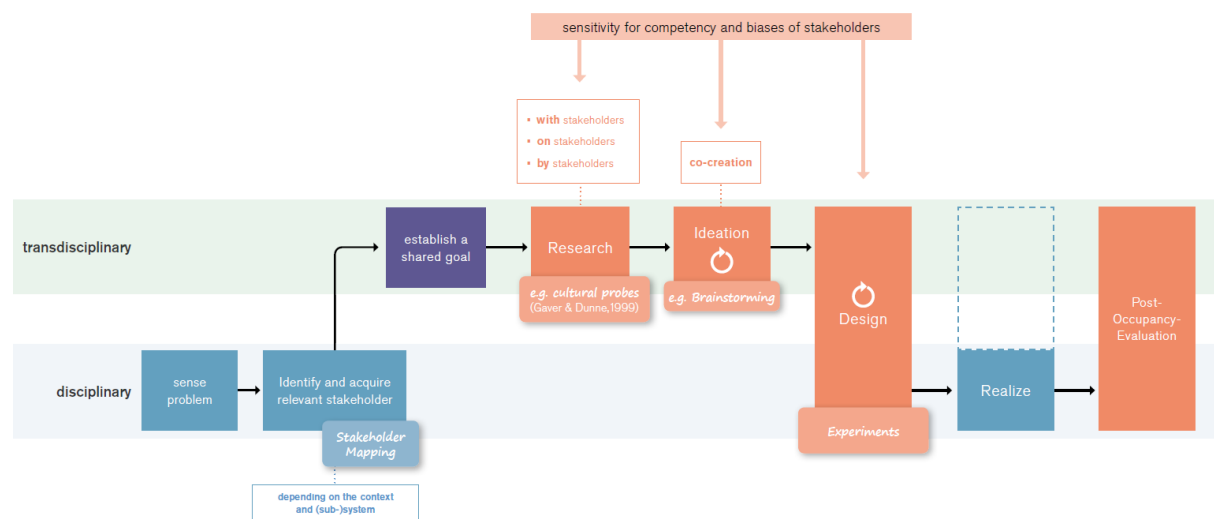 sensitivity for competency and biases of stakeholders
• with stakeholders
• on stakeholders
• by stakeholders
co-creation
transdisciplinary
establish a
shared goal
Research
e.g. cultural probes
(Gaver & Dunne,1999)
Ideation
e.g. Brainstorming
Design
Experiments
Post-
Occupancy-
Evaluation
disciplinary
sense
problem
Identify and acquire
relevant stakeholder
Stakeholder
Mapping
depending on the context
and (sub-)system
Realize